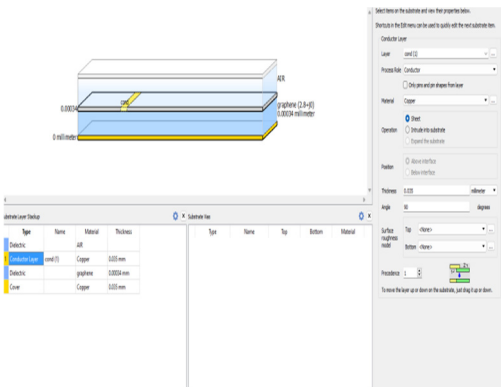 Select items on the substrate and view their properties below.
Shortcuts in the Edit menu can be used to quickly edit the next substrate item.
Conductor Layer
Layer cond (1) ...
Process Role Conductor
Only pins and pin shapes from layer
Material Copper ...
Operation
Sheet
Intrude into substrate
Expand the substrate
Position
Above interface
Below interface
Thickness 0.035 millimeter
Angle 90 degrees
Surface roughness model
Top <None> ...
Bottom <None> ...
Precedence 1
To move the layer up or down on the substrate, just drag it up or down.
AIR
cond
0.00034
graphene (2.8+j0)
0.00034 millimeter
0 millimeter
Substrate Layer Stackup
Type Name Material Thickness
Dielectric AIR
1 Conductor Layer cond (1) Copper 0.035 mm
Dielectric graphene 0.00034 mm
Cover Copper 0.035 mm
Substrate Vias
Type Name Top Bottom Material